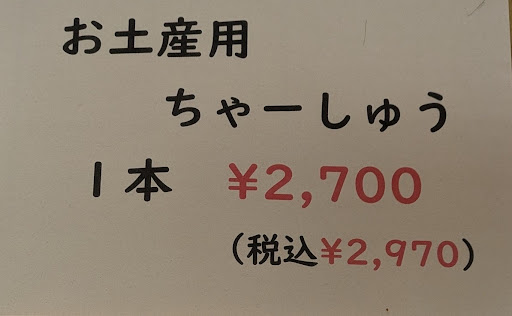 お土産用
ちゃーしゅう
1本 ¥2,700
(税込¥2,970)